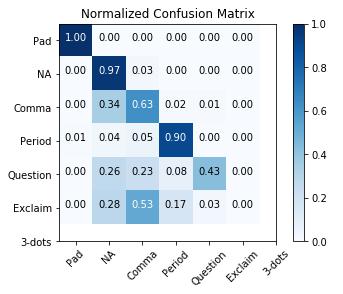 Normalized Confusion Matrix
Pad 1.00 0.00 0.00 0.00 0.00 0.00
NA 0.00 0.97 0.03 0.00 0.00 0.00
Comma 0.00 0.34 0.63 0.02 0.01 0.00
Period 0.01 0.04 0.05 0.90 0.00 0.00
Question 0.00 0.26 0.23 0.08 0.43 0.00
Exclaim 0.00 0.28 0.53 0.17 0.03 0.00
3-dots
Pad NA Comma Period Question Exclaim 3-dots
1.0
0.8
0.6
0.4
0.2
0.0